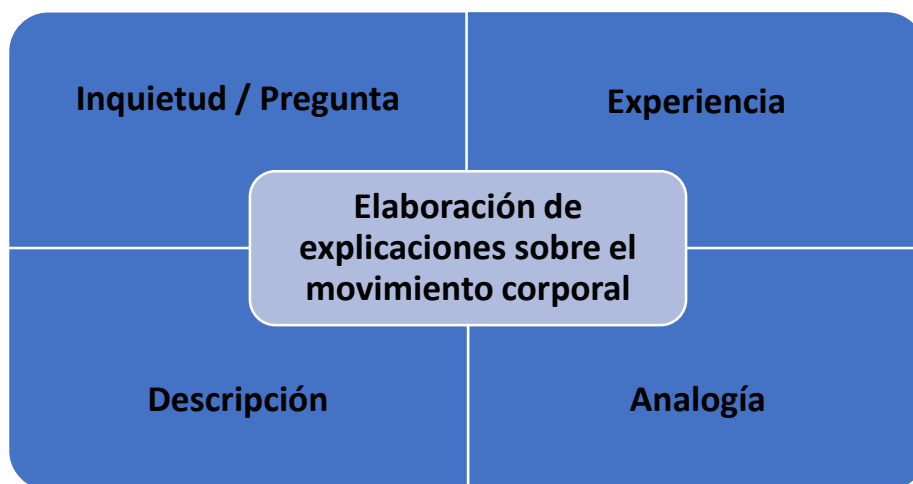 Inquietud / Pregunta
Experiencia
Elaboración de
explicaciones sobre el
movimiento corporal
Descripción
Analogía